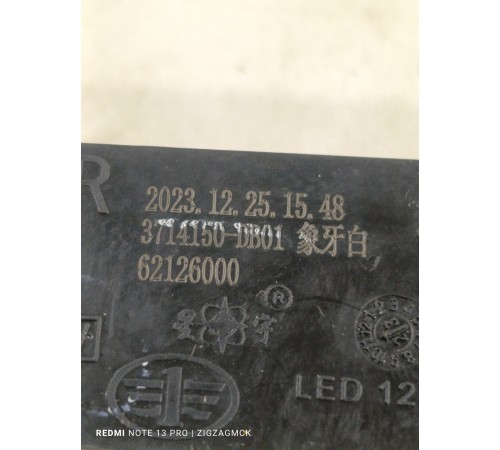 R
2023.12.25.15.48
3714150-DB01 象牙白
62126000
®
LED 12
REDMI NOTE 13 PRO | ZIGZAGMCK